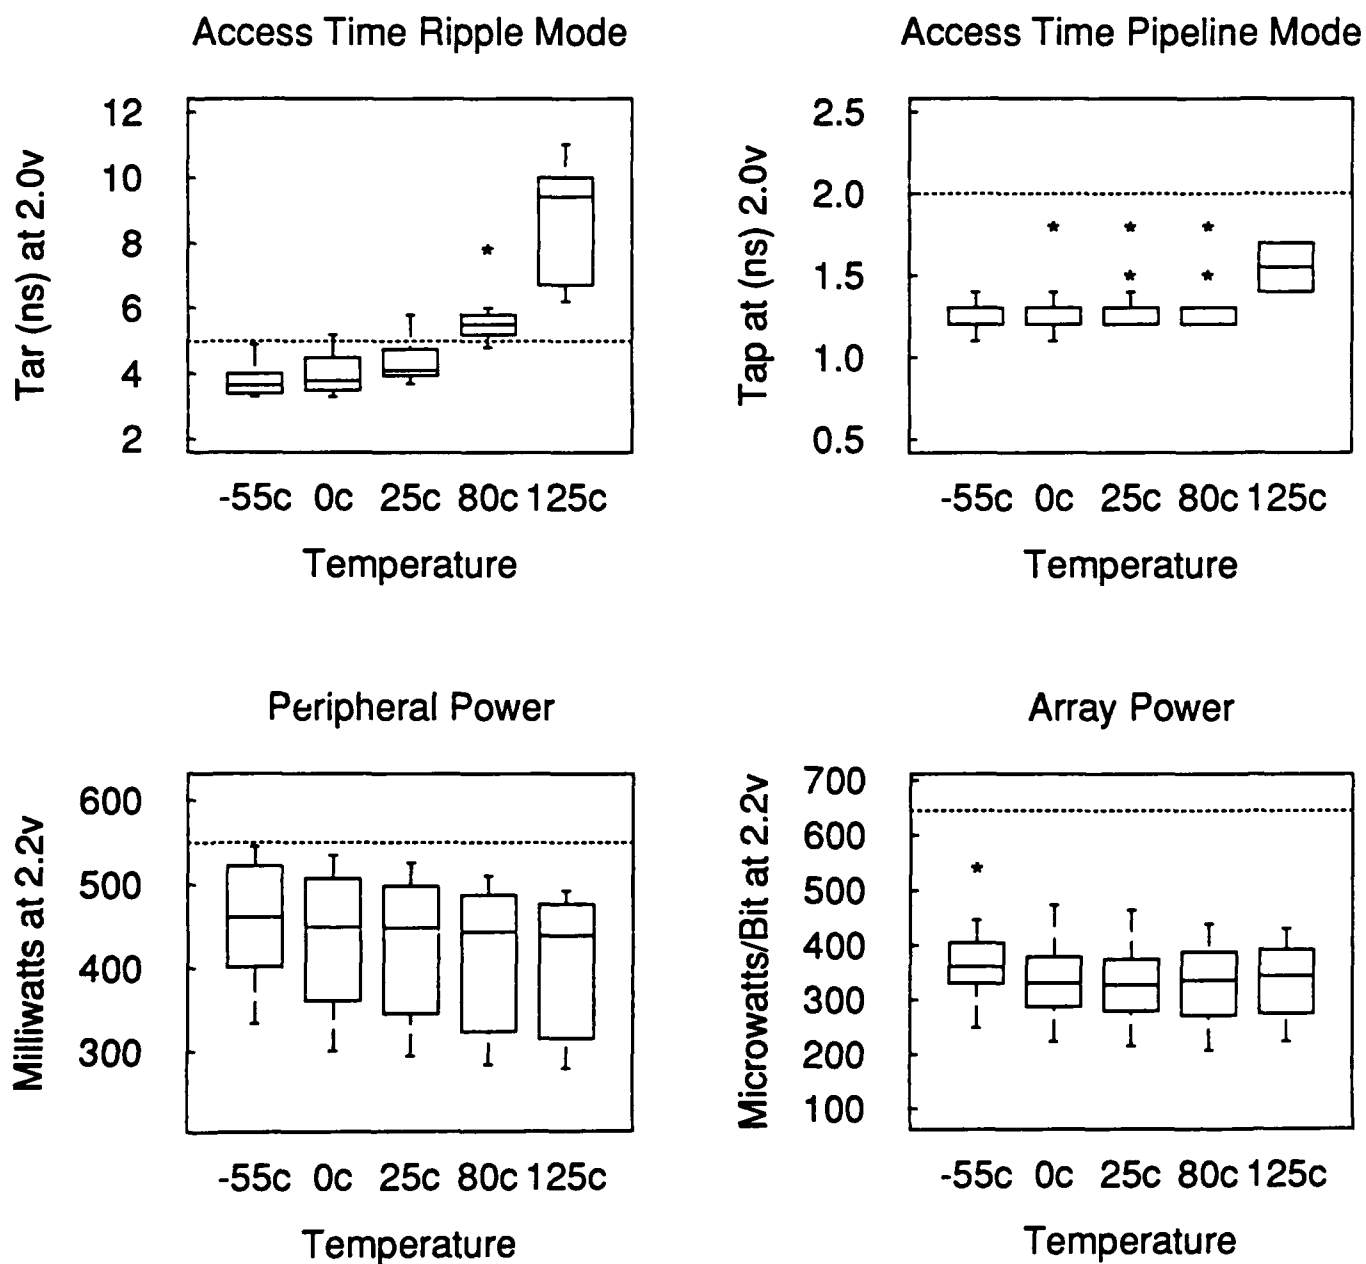 Access Time Ripple Mode
Tar (ns) at 2.0v
12
10
8
6
4
2
-55c 0c 25c 80c 125c
Temperature
Access Time Pipeline Mode
Tap at (ns) 2.0v
2.5
2.0
1.5
1.0
0.5
-55c 0c 25c 80c 125c
Temperature
Peripheral Power
Milliwatts at 2.2v
600
500
400
300
-55c 0c 25c 80c 125c
Temperature
Array Power
Microwatts/Bit at 2.2v
700
600
500
400
300
200
100
-55c 0c 25c 80c 125c
Temperature